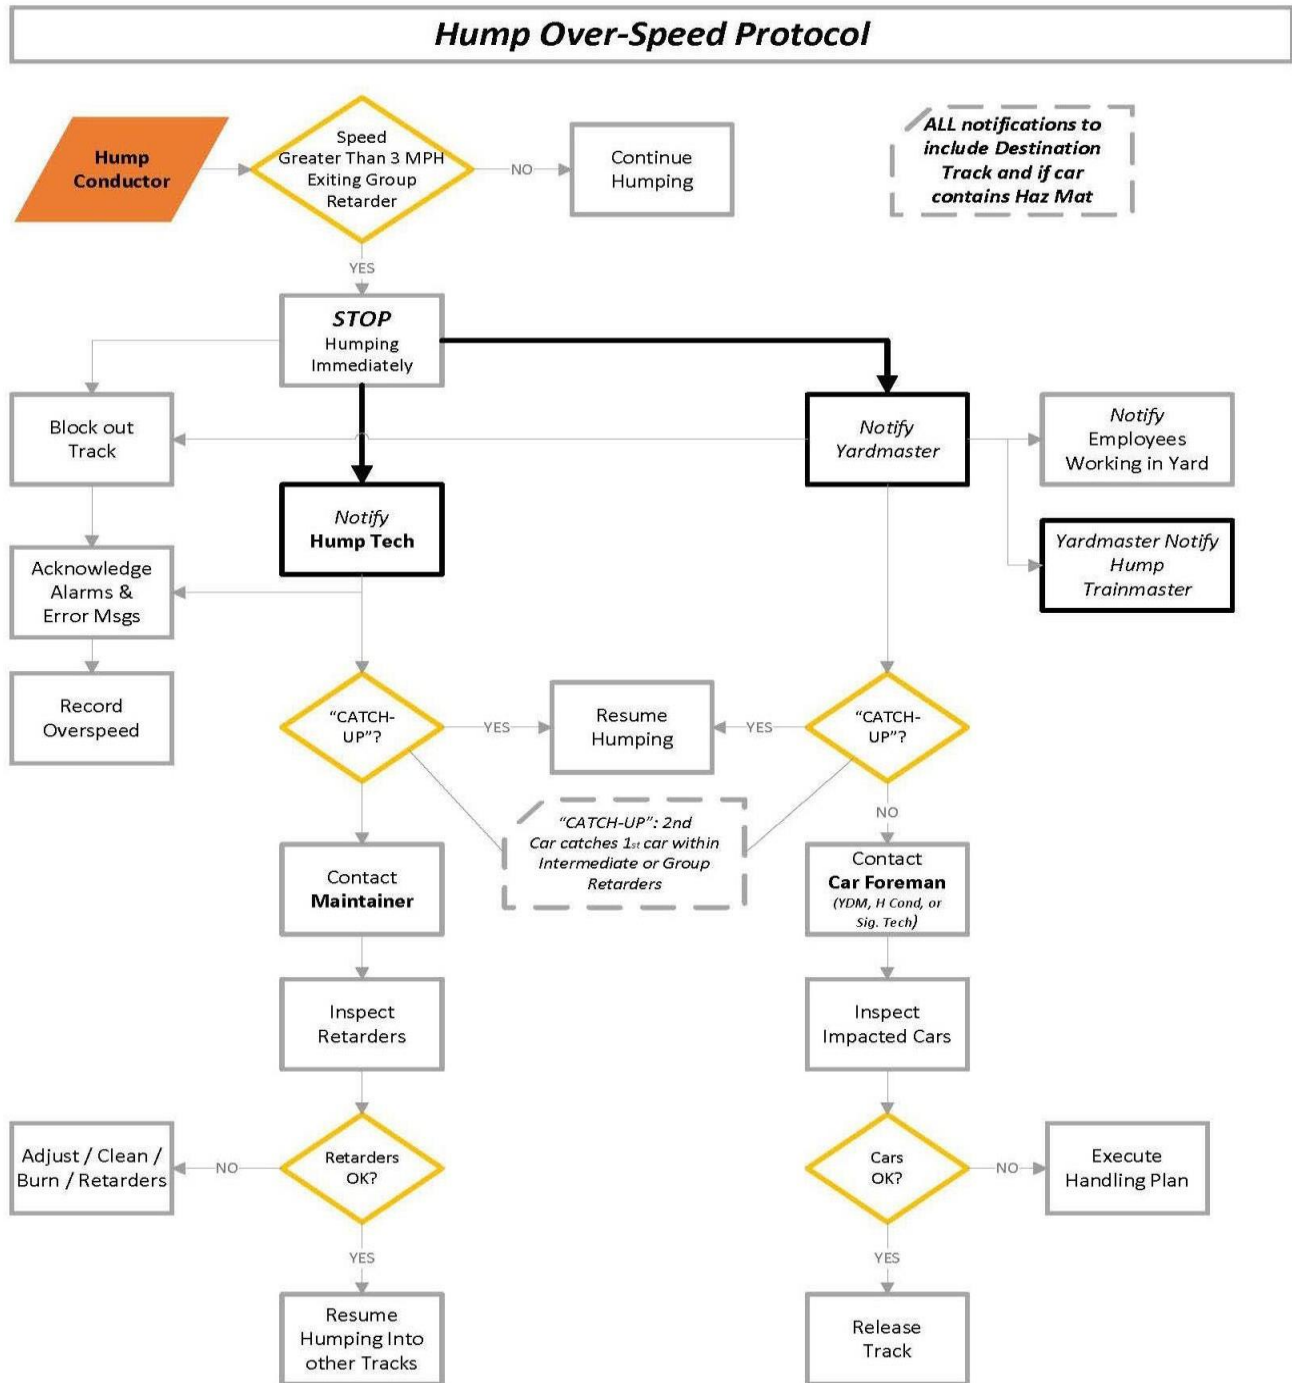 Hump Over-Speed Protocol
Hump
Conductor
Speed
Greater Than 3 MPH
Exiting Group
Retarder
NO
Continue
Humping
ALL notifications to
include Destination
Track and if car
contains Haz Mat
YES
STOP
Humping
Immediately
Block out
Track
Notify
Yardmaster
Notify
Employees
Working in Yard
Notify
Hump Tech
Yardmaster Notify
Hump
Trainmaster
Acknowledge
Alarms &
Error Msgs
Record
Overspeed
“CATCH-
UP”?
YES
Resume
Humping
YES
“CATCH-
UP”?
“CATCH-UP”: 2nd
Car catches 1st car within
Intermediate or Group
Retarders
NO
Contact
Maintainer
Contact
Car Foreman
(YDM, H Cond, or
Sig. Tech)
Inspect
Retarders
Inspect
Impacted Cars
Adjust / Clean /
Burn / Retarders
NO
Retarders
OK?
Cars
OK?
NO
Execute
Handling Plan
YES
YES
Resume
Humping Into
other Tracks
Release
Track